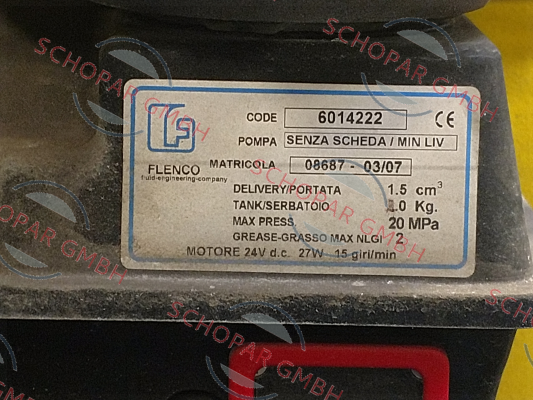 CODE 6014222 CE
POMPA SENZA SCHEDA / MIN LIV
FLENCO
fluid-engineering-company
MATRICOLA 08687 - 03/07
DELIVERY/PORTATA 1.5 cm³
TANK/SERBATOIO .0 Kg.
MAX PRESS 20 MPa
GREASE-GRASSO MAX NLGI 2
MOTORE 24V d.c. 27W 15 giri/min
SCHOPAR GMBH
SCHOPAR GMBH
SCHOPAR GMBH
SCHOPAR GMBH
SCHOPAR GMBH